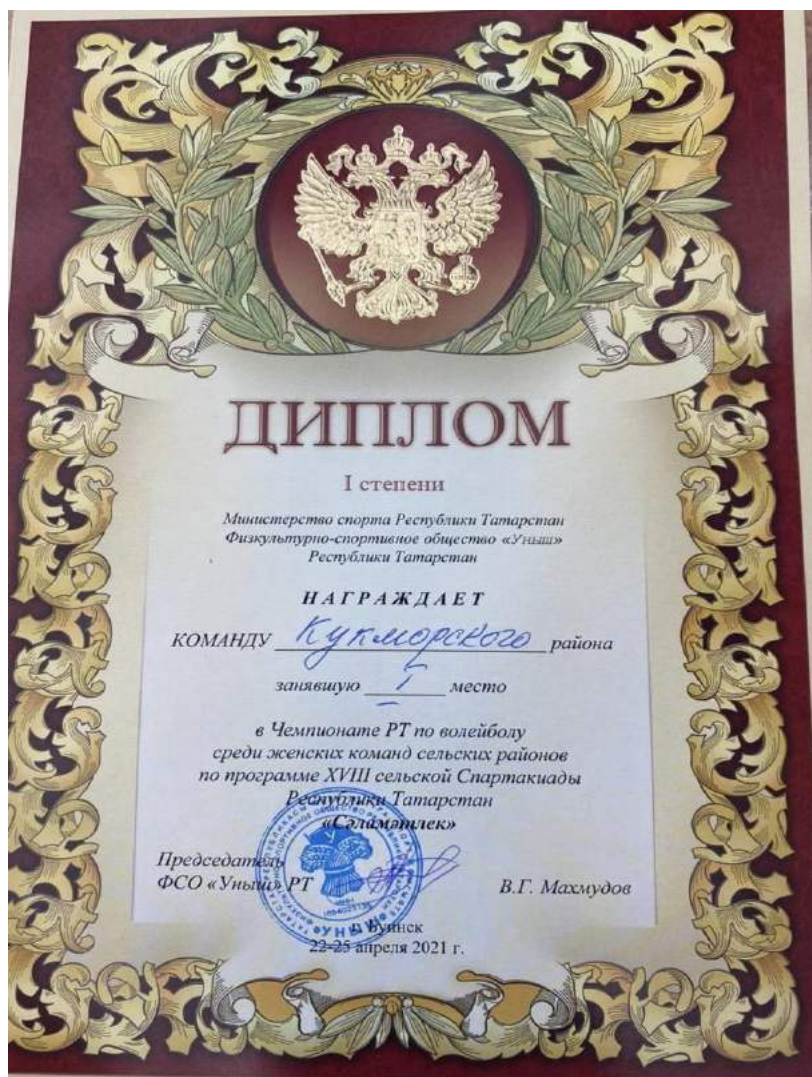 ДИПЛОМ
I степени
Министерство спорта Республики Татарстан
Физкультурно-спортивное общество «Уныш»
Республики Татарстан
НАГРАЖДАЕТ
КОМАНДУ Кукморского района
занявшую I место
в Чемпионате РТ по волейболу
среди женских команд сельских районов
по программе XVIII сельской Спартакиады
Республики Татарстан
«Сәламәтлек»
Председатель
ФСО «Уныш» РТ В.Г. Махмудов
г. Буинск
22-25 апреля 2021 г.